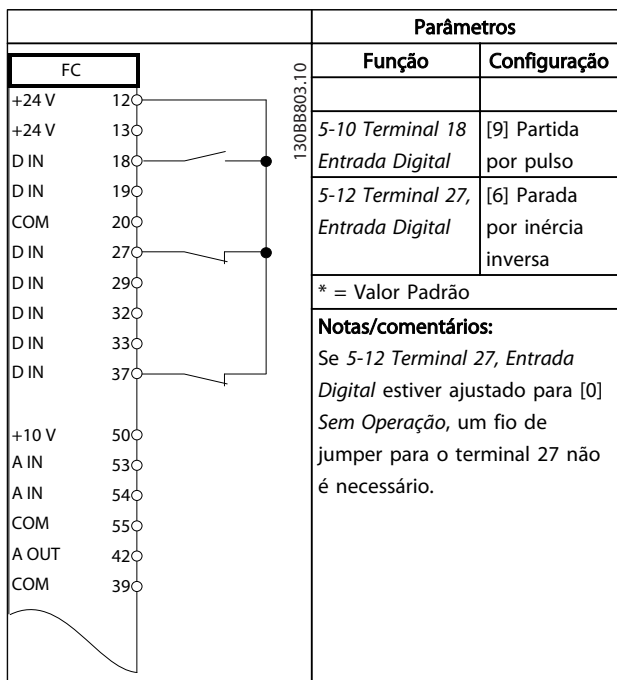 FC
+24 V 12
+24 V 13
D IN 18
D IN 19
COM 20
D IN 27
D IN 29
D IN 32
D IN 33
D IN 37
+10 V 50
A IN 53
A IN 54
COM 55
A OUT 42
COM 39
130BB803.10
Parâmetros
Função Configuração
5-10 Terminal 18 [9] Partida
Entrada Digital por pulso
5-12 Terminal 27, [6] Parada
Entrada Digital por inércia
inversa
* = Valor Padrão
Notas/comentários:
Se 5-12 Terminal 27, Entrada
Digital estiver ajustado para [0]
Sem Operação, um fio de
jumper para o terminal 27 não
é necessário.